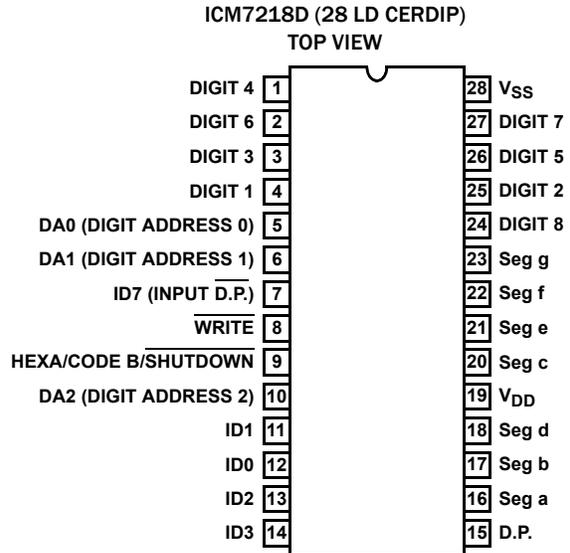 ICM7218D (28 LD CERDIP)
TOP VIEW
DIGIT 4 1 28 VSS
DIGIT 6 2 27 DIGIT 7
DIGIT 3 3 26 DIGIT 5
DIGIT 1 4 25 DIGIT 2
DA0 (DIGIT ADDRESS 0) 5 24 DIGIT 8
DA1 (DIGIT ADDRESS 1) 6 23 Seg g
ID7 (INPUT D.P.) 7 22 Seg f
WRITE 8 21 Seg e
HEXA/CODE B/SHUTDOWN 9 20 Seg c
DA2 (DIGIT ADDRESS 2) 10 19 VDD
ID1 11 18 Seg d
ID0 12 17 Seg b
ID2 13 16 Seg a
ID3 14 15 D.P.